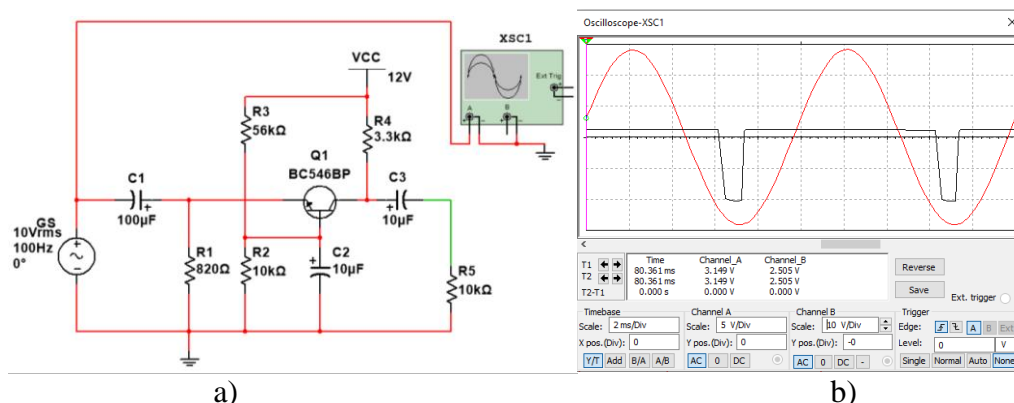 XSC1
VCC
12V
Ext Trig
A
B
R3
56kΩ
R4
3.3kΩ
Q1
BC546BP
C1
100µF
C3
10µF
GS
10Vrms
100Hz
0°
R1
820Ω
R2
10kΩ
C2
10µF
R5
10kΩ
a)
Oscilloscope-XSC1
Time Channel_A Channel_B
T1 80.361 ms 3.149 V 2.505 V
T2 80.361 ms 3.149 V 2.505 V
T2-T1 0.000 s 0.000 V 0.000 V
Reverse
Save
Ext. trigger
Timebase
Scale: 2 ms/Div
X pos.(Div): 0
Y/T Add B/A A/B
Channel A
Scale: 5 V/Div
Y pos.(Div): 0
AC 0 DC
Channel B
Scale: 10 V/Div
Y pos.(Div): -0
AC 0 DC -
Trigger
Edge: A B Ext
Level: 0 V
Single Normal Auto None
b)